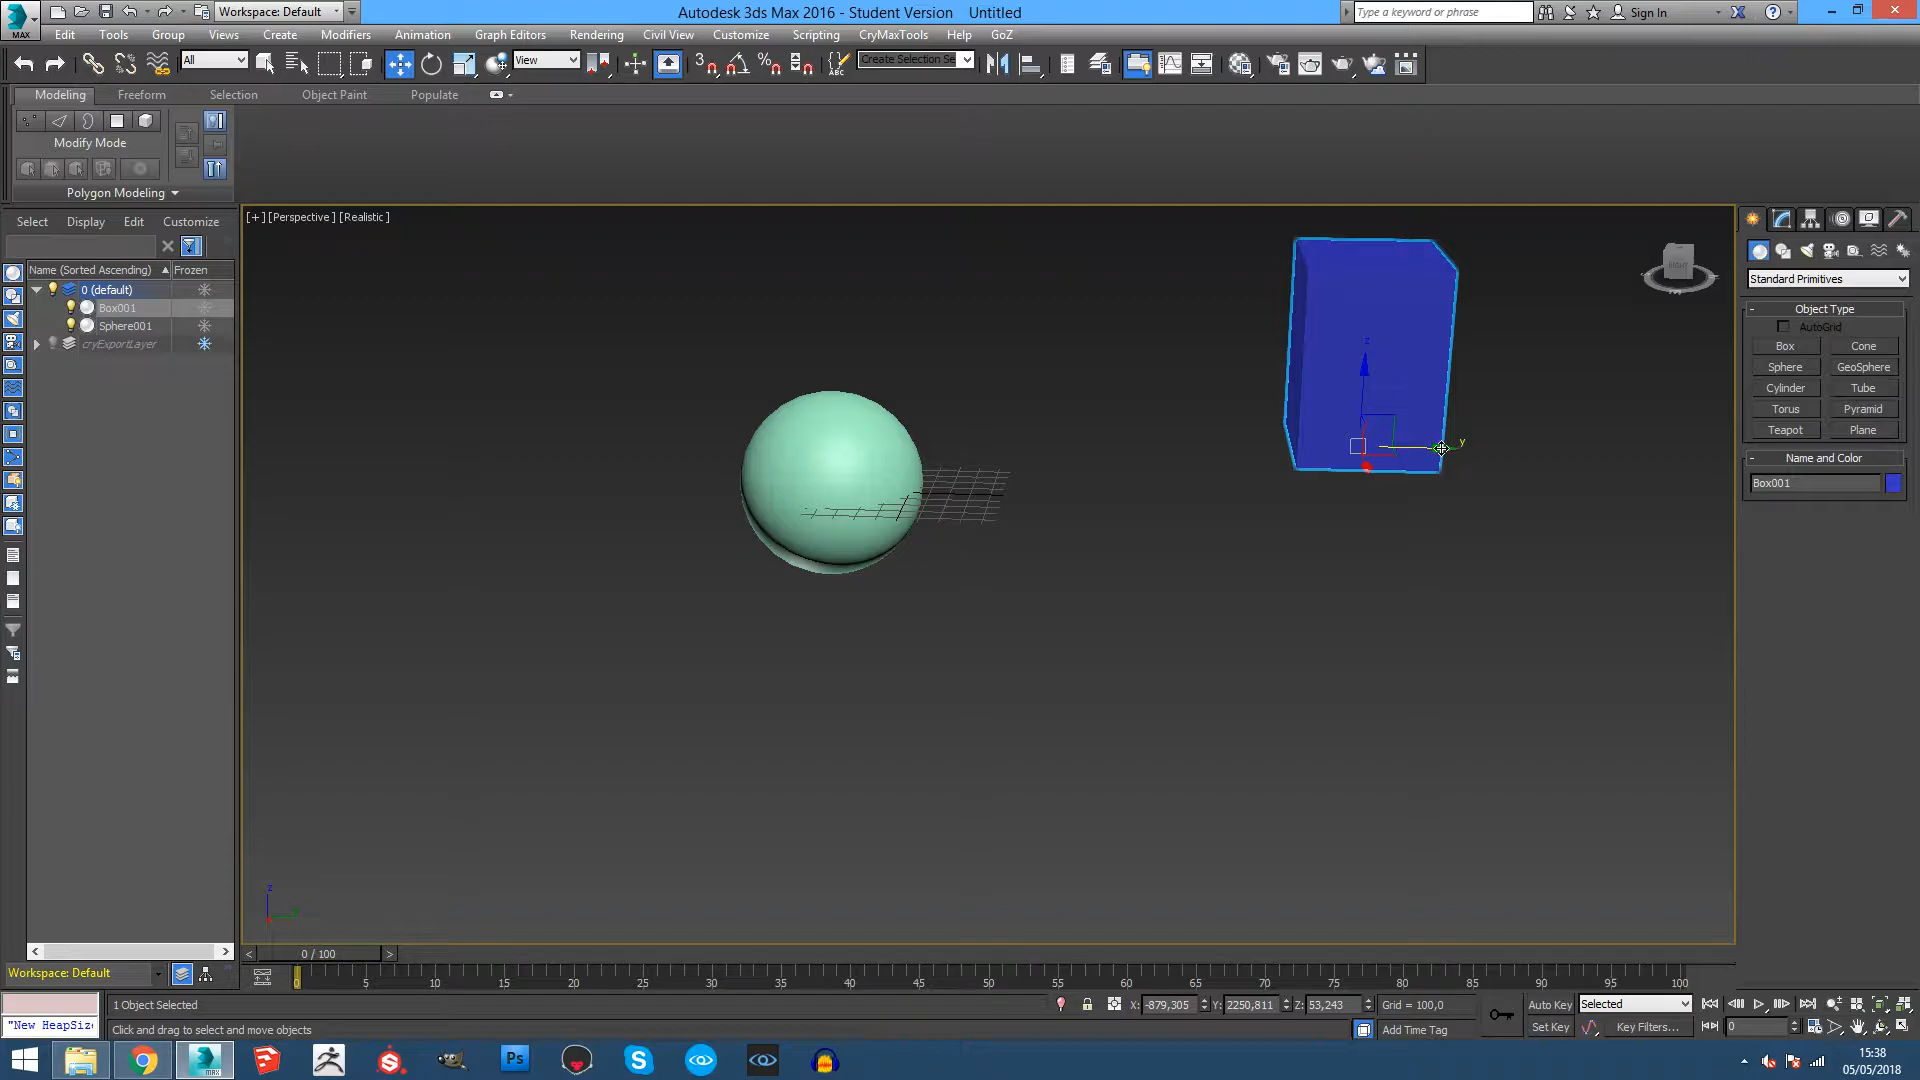 Workspace: Default
Autodesk 3ds Max 2016 - Student Version   Untitled
Type a keyword or phrase
Sign In
MAX
Edit Tools Group Views Create Modifiers Animation Graph Editors Rendering Civil View Customize Scripting CryMaxTools Help GoZ
All
View
3
ABC
Create Selection Se
Modeling Freeform Selection Object Paint Populate
Modify Mode
Polygon Modeling
Select Display Edit Customize
[+] [Perspective] [Realistic]
Name (Sorted Ascending) Frozen
0 (default)
Box001
Sphere001
cryExportLayer
z
y
Standard Primitives
- Object Type
AutoGrid
Box Cone
Sphere GeoSphere
Cylinder Tube
Torus Pyramid
Teapot Plane
- Name and Color
Box001
z
0 / 100
Workspace: Default
0 5 10 15 20 25 30 35 40 45 50 55 60 65 70 75 80 85 90 95 100
1 Object Selected
X: -879,305 Y: 2250,811 Z: 53,243 Grid = 100,0
Auto Key Selected
"New HeapSiz
Click and drag to select and move objects
Add Time Tag
Set Key Key Filters... 0
MAX
Ps
15:38
05/05/2018